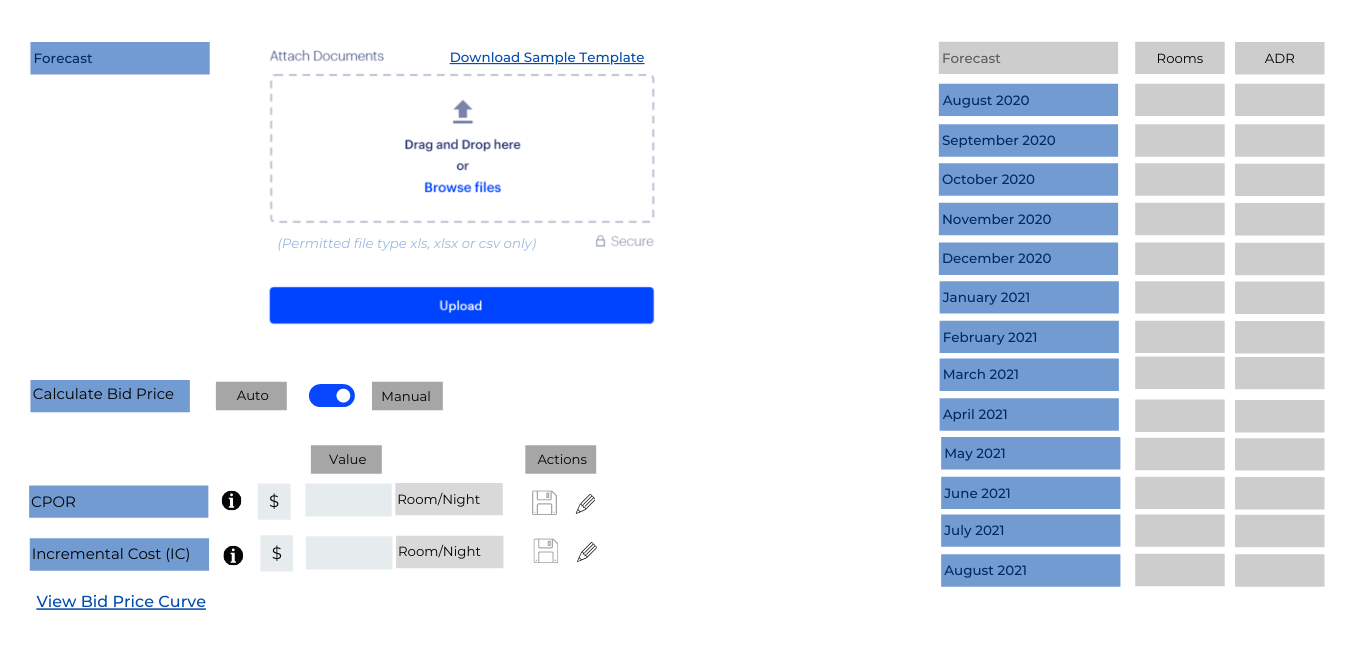 Forecast
Attach Documents
Download Sample Template
Drag and Drop here
or
Browse files
(Permitted file type xls, xlsx or csv only)
Secure
Upload
Calculate Bid Price
Auto
Manual
Value
Actions
CPOR
$
Room/Night
Incremental Cost (IC)
$
Room/Night
View Bid Price Curve
Forecast
Rooms
ADR
August 2020
September 2020
October 2020
November 2020
December 2020
January 2021
February 2021
March 2021
April 2021
May 2021
June 2021
July 2021
August 2021